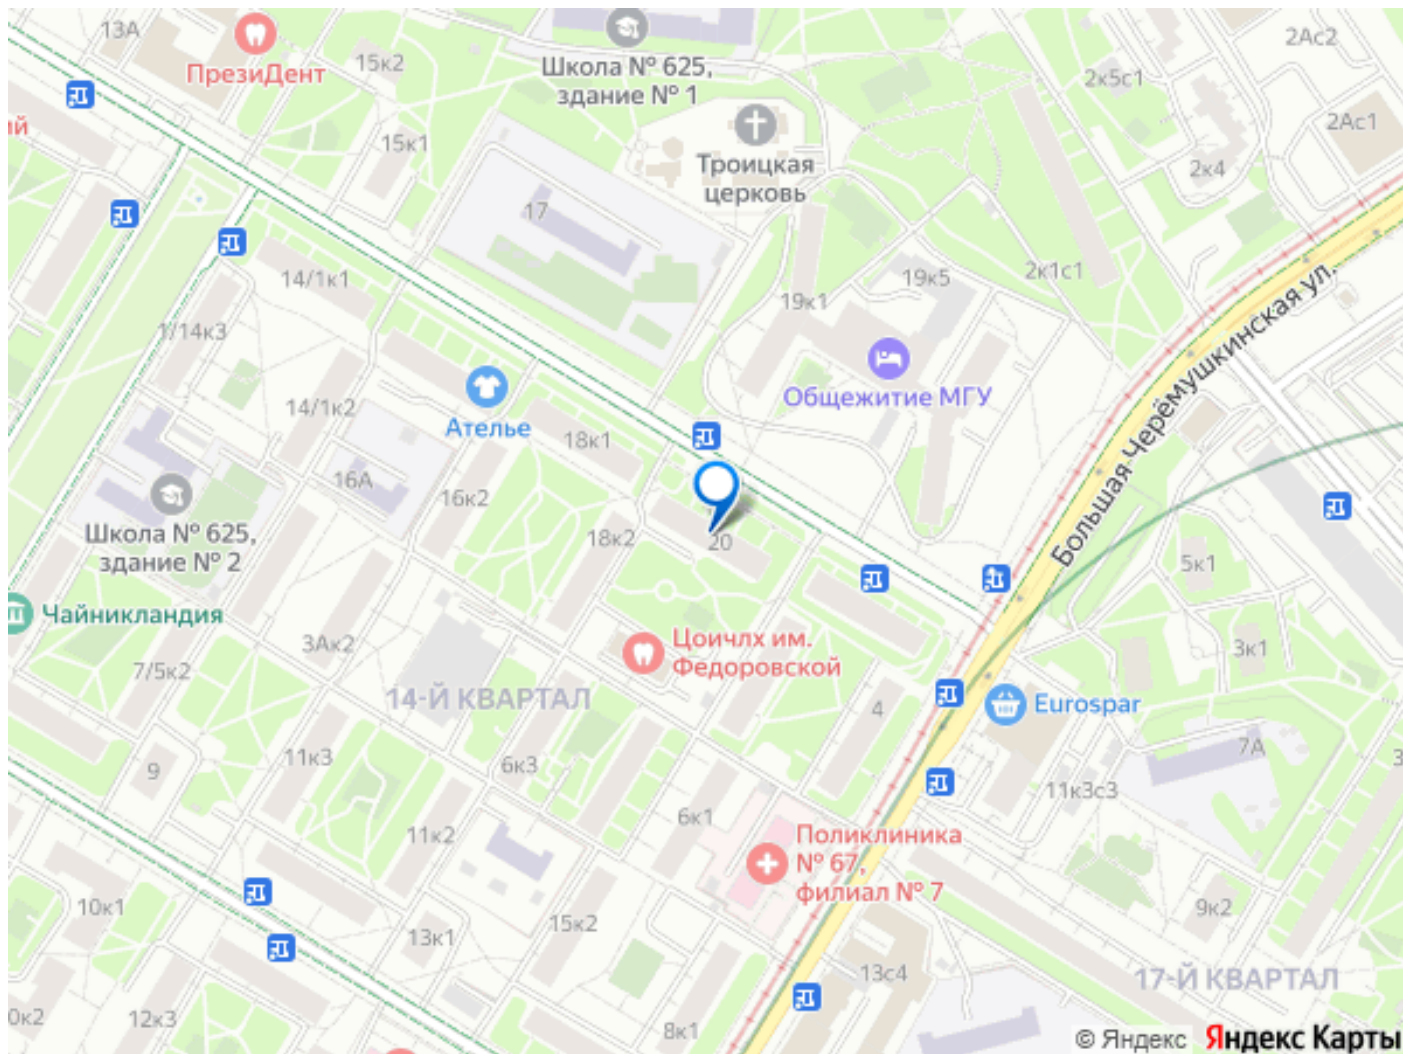 13А
ПрезиДент
15к2
Школа № 625,
здание № 1
2Ас2
2к5с1
2Ас1
ий
15к1
Троицкая
церковь
2к4
17
14/1к1
19к5
2к1с1
19к1
1/14к3
Общежитие МГУ
Большая Черёмушкинская ул.
14/1к2
Ателье
18к1
16А
16к2
Школа № 625,
здание № 2
18к2
20
5к1
Чайникландия
3Ак2
Цоичлх им.
Федоровской
3к1
7/5к2
14-Й КВАРТАЛ
4
Eurospar
7А
3
11к3
9
6к3
11к3с3
6к1
11к2
Поликлиника
№ 67,
филиал № 7
10к1
9к2
15к2
13к1
13с4
17-Й КВАРТАЛ
0к2
12к3
8к1
© Яндекс Яндекс Карты